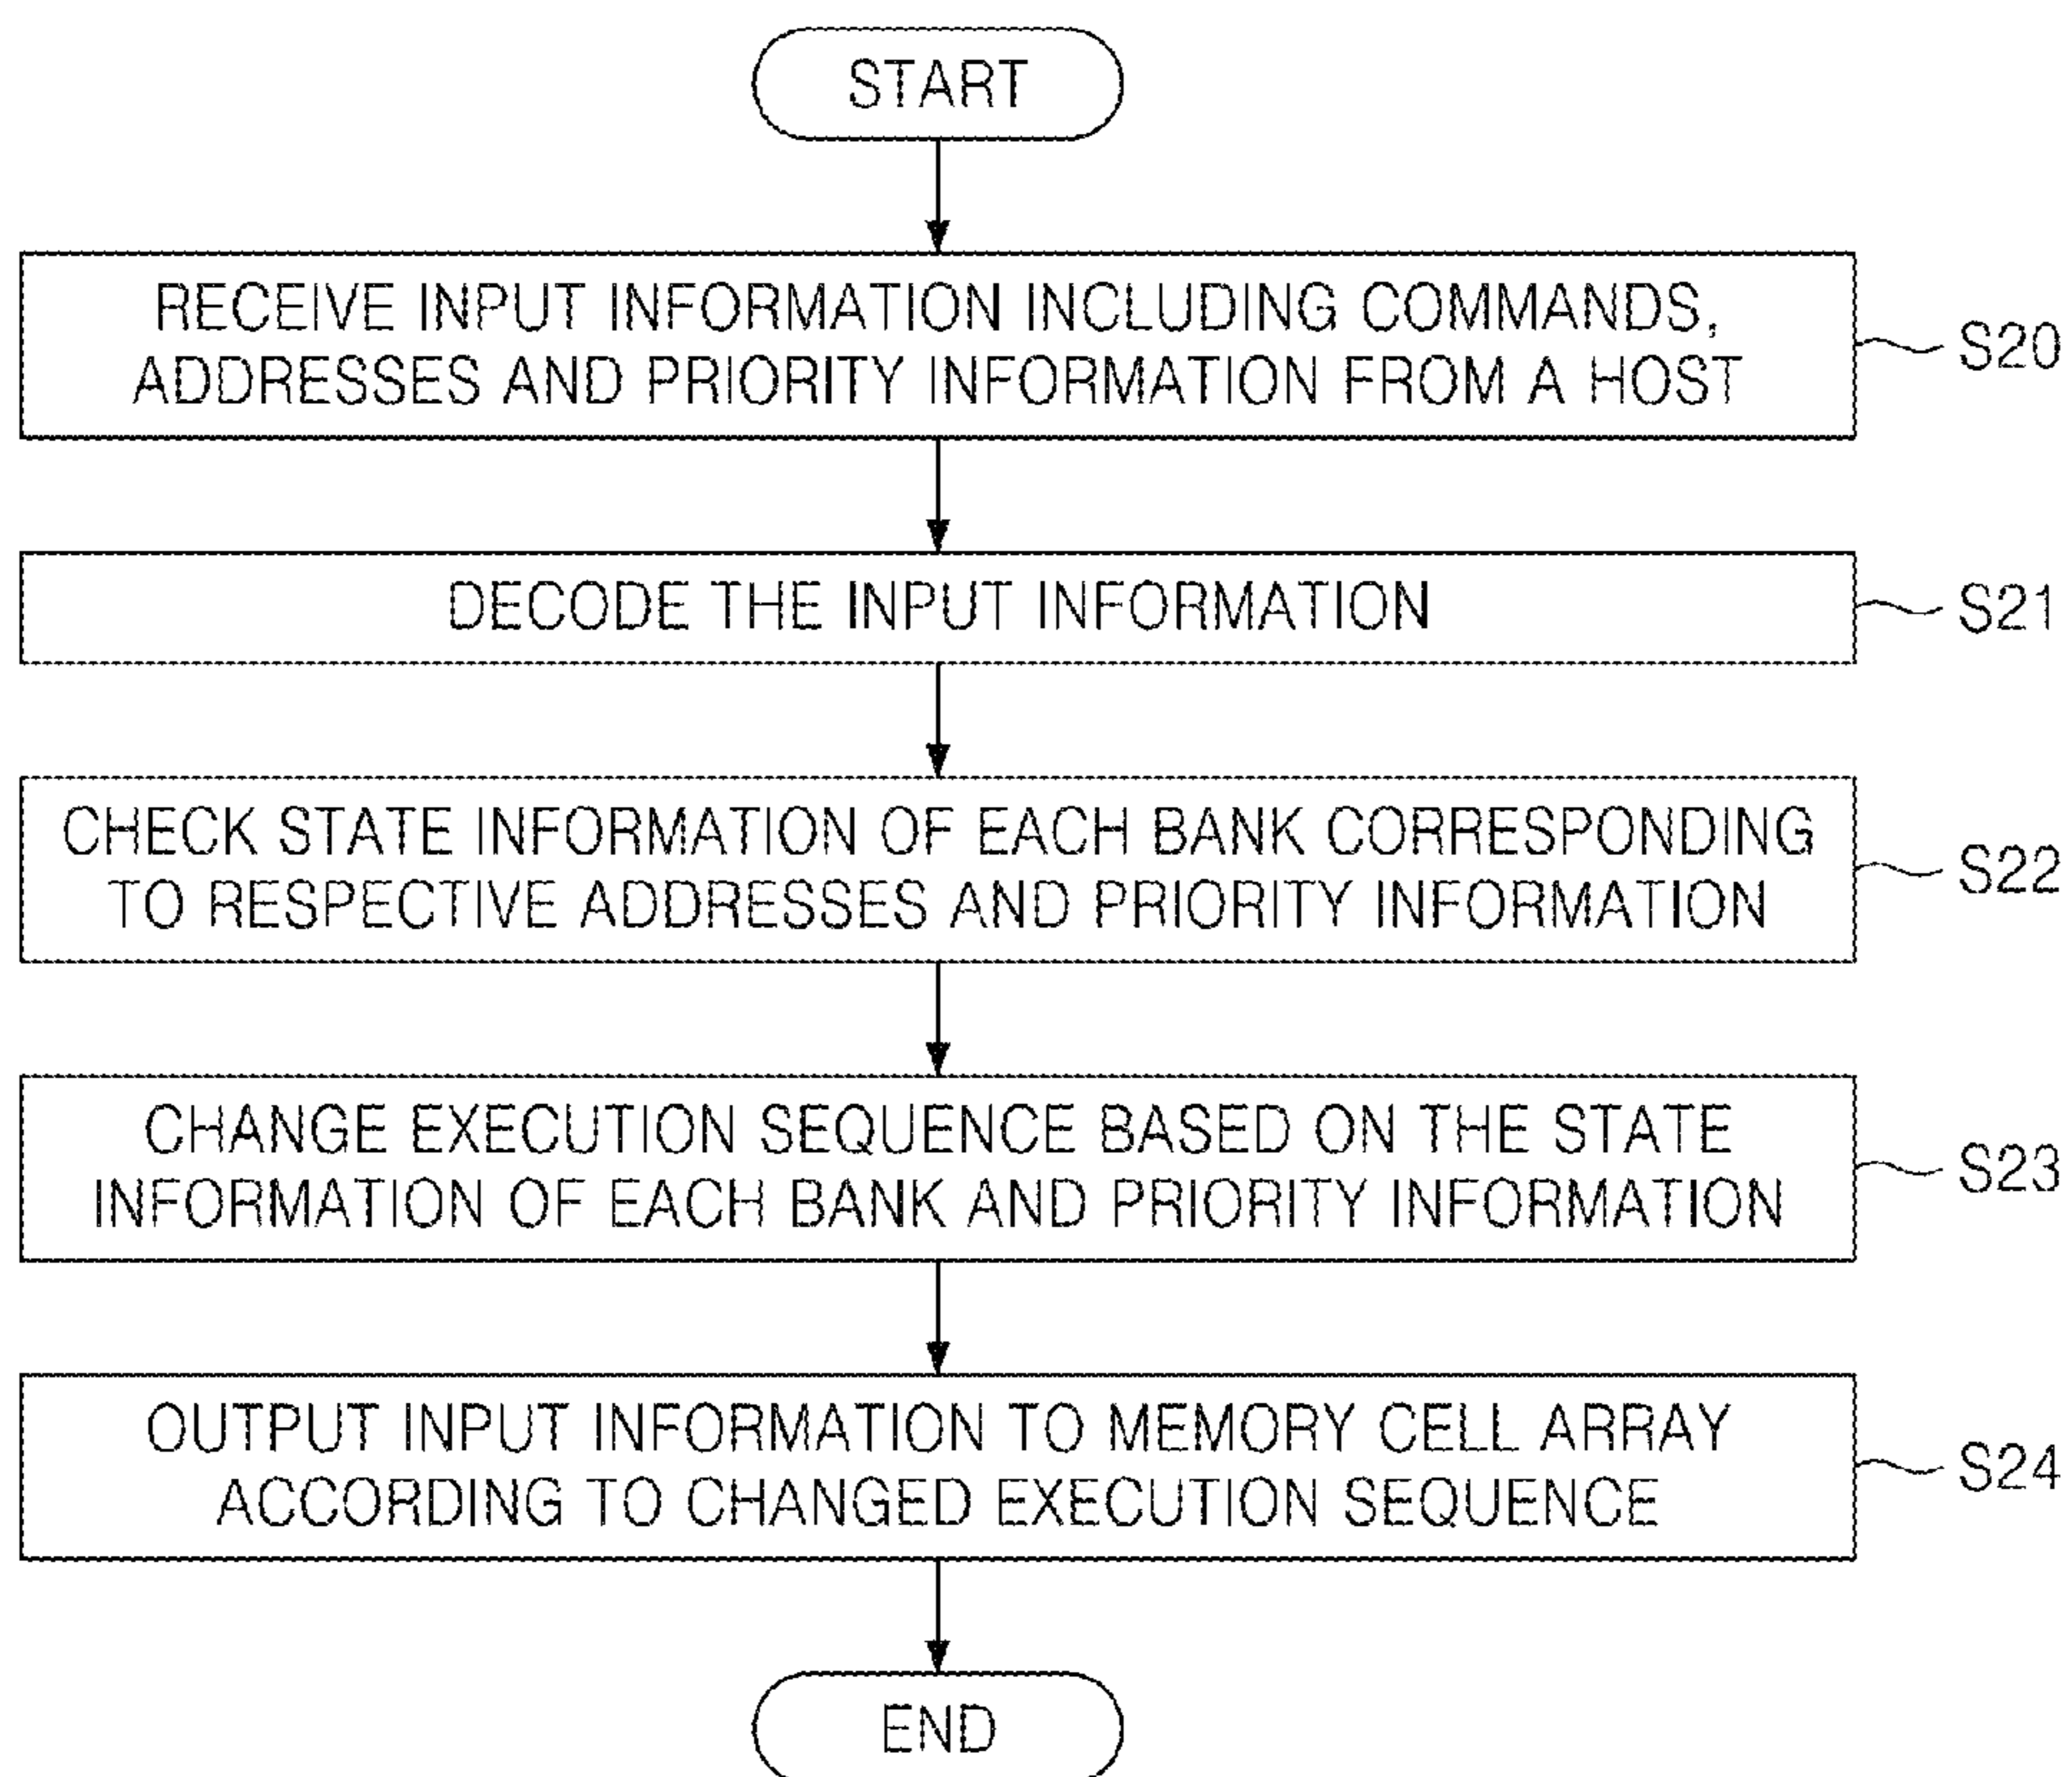 START
RECEIVE INPUT INFORMATION INCLUDING COMMANDS,
ADDRESSES AND PRIORITY INFORMATION FROM A HOST
S20
DECODE THE INPUT INFORMATION
S21
CHECK STATE INFORMATION OF EACH BANK CORRESPONDING
TO RESPECTIVE ADDRESSES AND PRIORITY INFORMATION
S22
CHANGE EXECUTION SEQUENCE BASED ON THE STATE
INFORMATION OF EACH BANK AND PRIORITY INFORMATION
S23
OUTPUT INPUT INFORMATION TO MEMORY CELL ARRAY
ACCORDING TO CHANGED EXECUTION SEQUENCE
S24
END